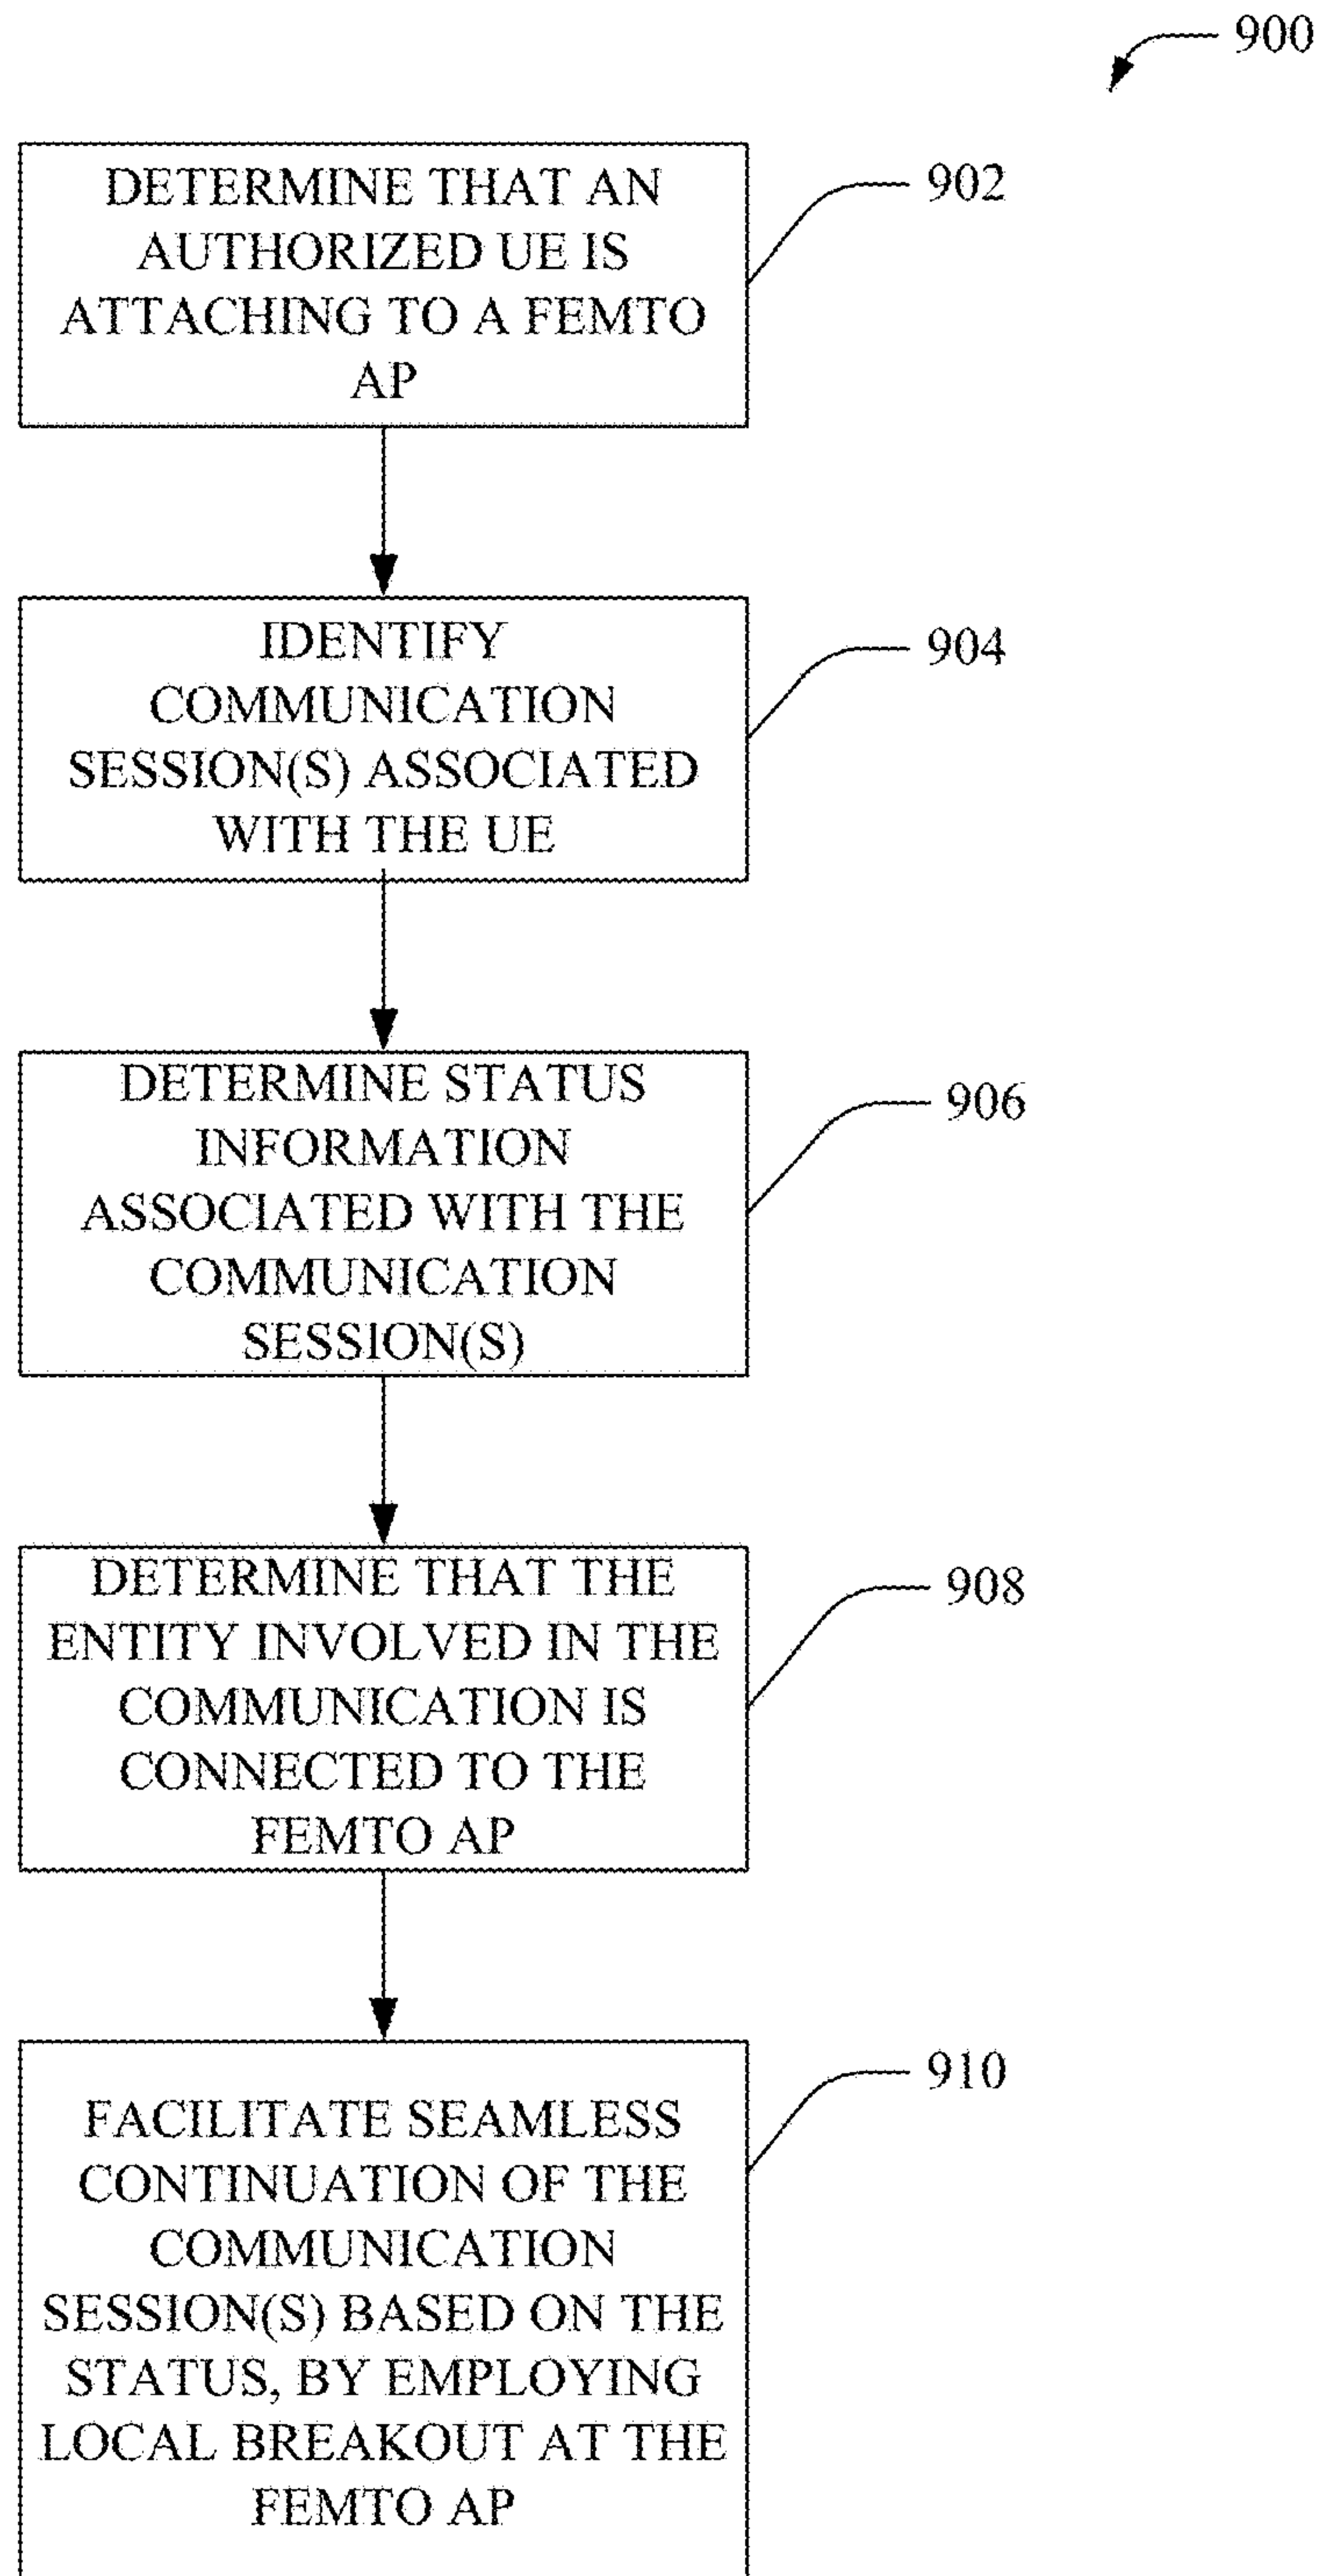 900
DETERMINE THAT AN
AUTHORIZED UE IS
ATTACHING TO A FEMTO
AP
902
IDENTIFY
COMMUNICATION
SESSION(S) ASSOCIATED
WITH THE UE
904
DETERMINE STATUS
INFORMATION
ASSOCIATED WITH THE
COMMUNICATION
SESSION(S)
906
DETERMINE THAT THE
ENTITY INVOLVED IN THE
COMMUNICATION IS
CONNECTED TO THE
FEMTO AP
908
FACILITATE SEAMLESS
CONTINUATION OF THE
COMMUNICATION
SESSION(S) BASED ON THE
STATUS, BY EMPLOYING
LOCAL BREAKOUT AT THE
FEMTO AP
910